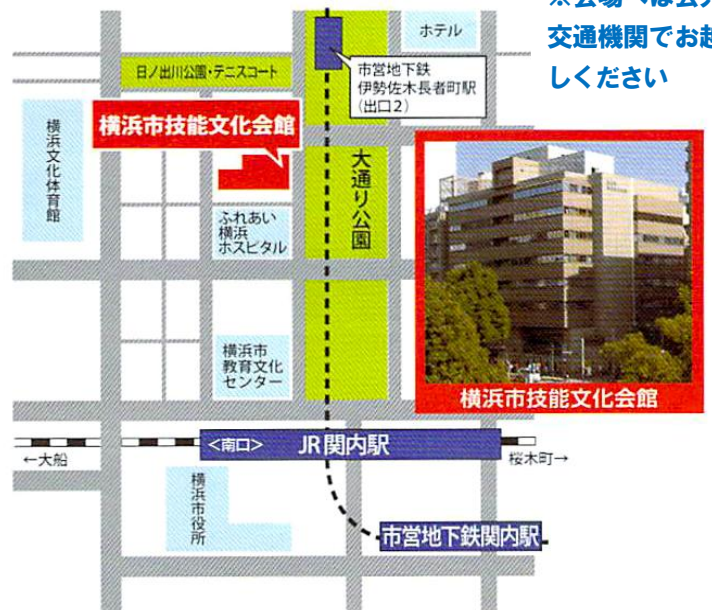 ※会場へは公共
交通機関でお越
しください
ホテル
日ノ出川公園・テニスコート
市営地下鉄
伊勢佐木長者町駅
(出口2)
横浜市技能文化会館
横浜文化体育館
大通り公園
ふれあい
横浜
ホスピタル
横浜市
教育文化
センター
横浜市技能文化会館
<南口> JR関内駅
←大船
桜木町→
横浜市役所
市営地下鉄関内駅